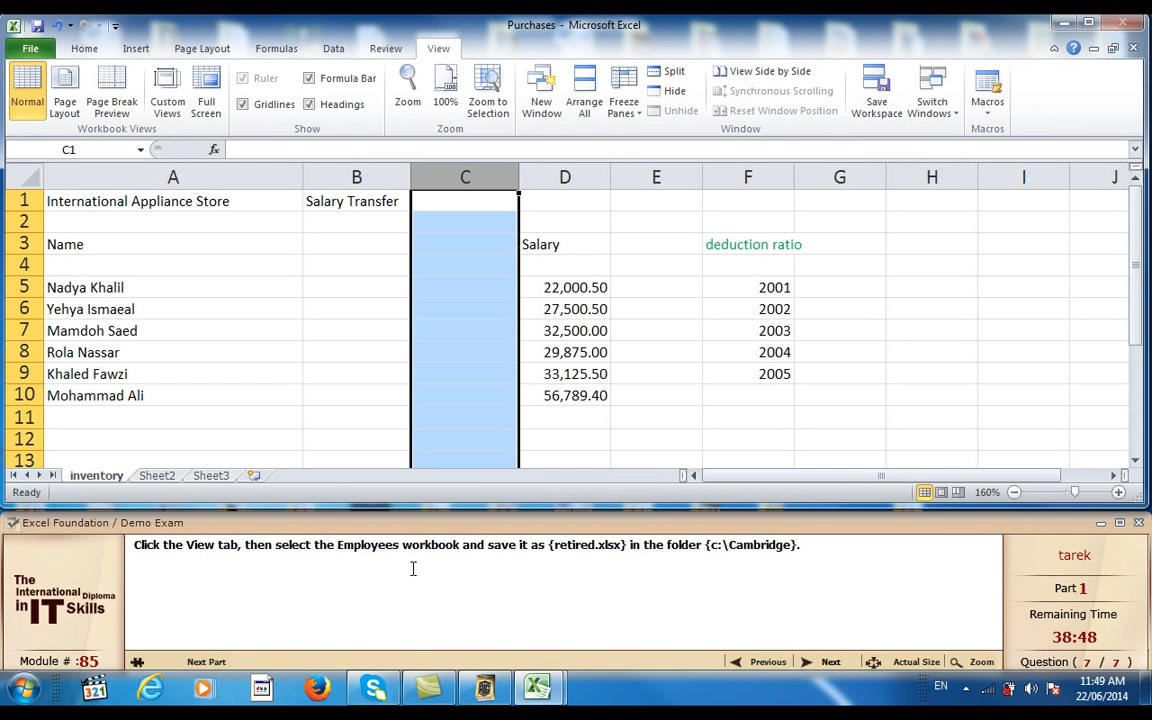 Purchases - Microsoft Excel
File Home Insert Page Layout Formulas Data Review View
Normal
Page Layout
Page Break Preview
Custom Views
Full Screen
Workbook Views
Ruler
Formula Bar
Gridlines
Headings
Show
Zoom
100%
Zoom to Selection
Zoom
New Window
Arrange All
Freeze Panes
Split
Hide
Unhide
View Side by Side
Synchronous Scrolling
Reset Window Position
Window
Save Workspace
Switch Windows
Macros
Macros
C1 fx
A B C D E F G H I J
1 International Appliance Store Salary Transfer
2
3 Name Salary deduction ratio
4
5 Nadya Khalil 22,000.50 2001
6 Yehya Ismaeal 27,500.50 2002
7 Mamdoh Saed 32,500.00 2003
8 Rola Nassar 29,875.00 2004
9 Khaled Fawzi 33,125.50 2005
10 Mohammad Ali 56,789.40
11
12
13
inventory Sheet2 Sheet3
Ready 160%
Excel Foundation / Demo Exam
Click the View tab, then select the Employees workbook and save it as {retired.xlsx} in the folder {c:\Cambridge}.
The
International Diploma
in IT Skills
Module # :85
tarek
Part 1
Remaining Time
38:48
Question ( 7 / 7 )
Next Part Previous Next Actual Size Zoom
321
EN
11:49 AM
22/06/2014